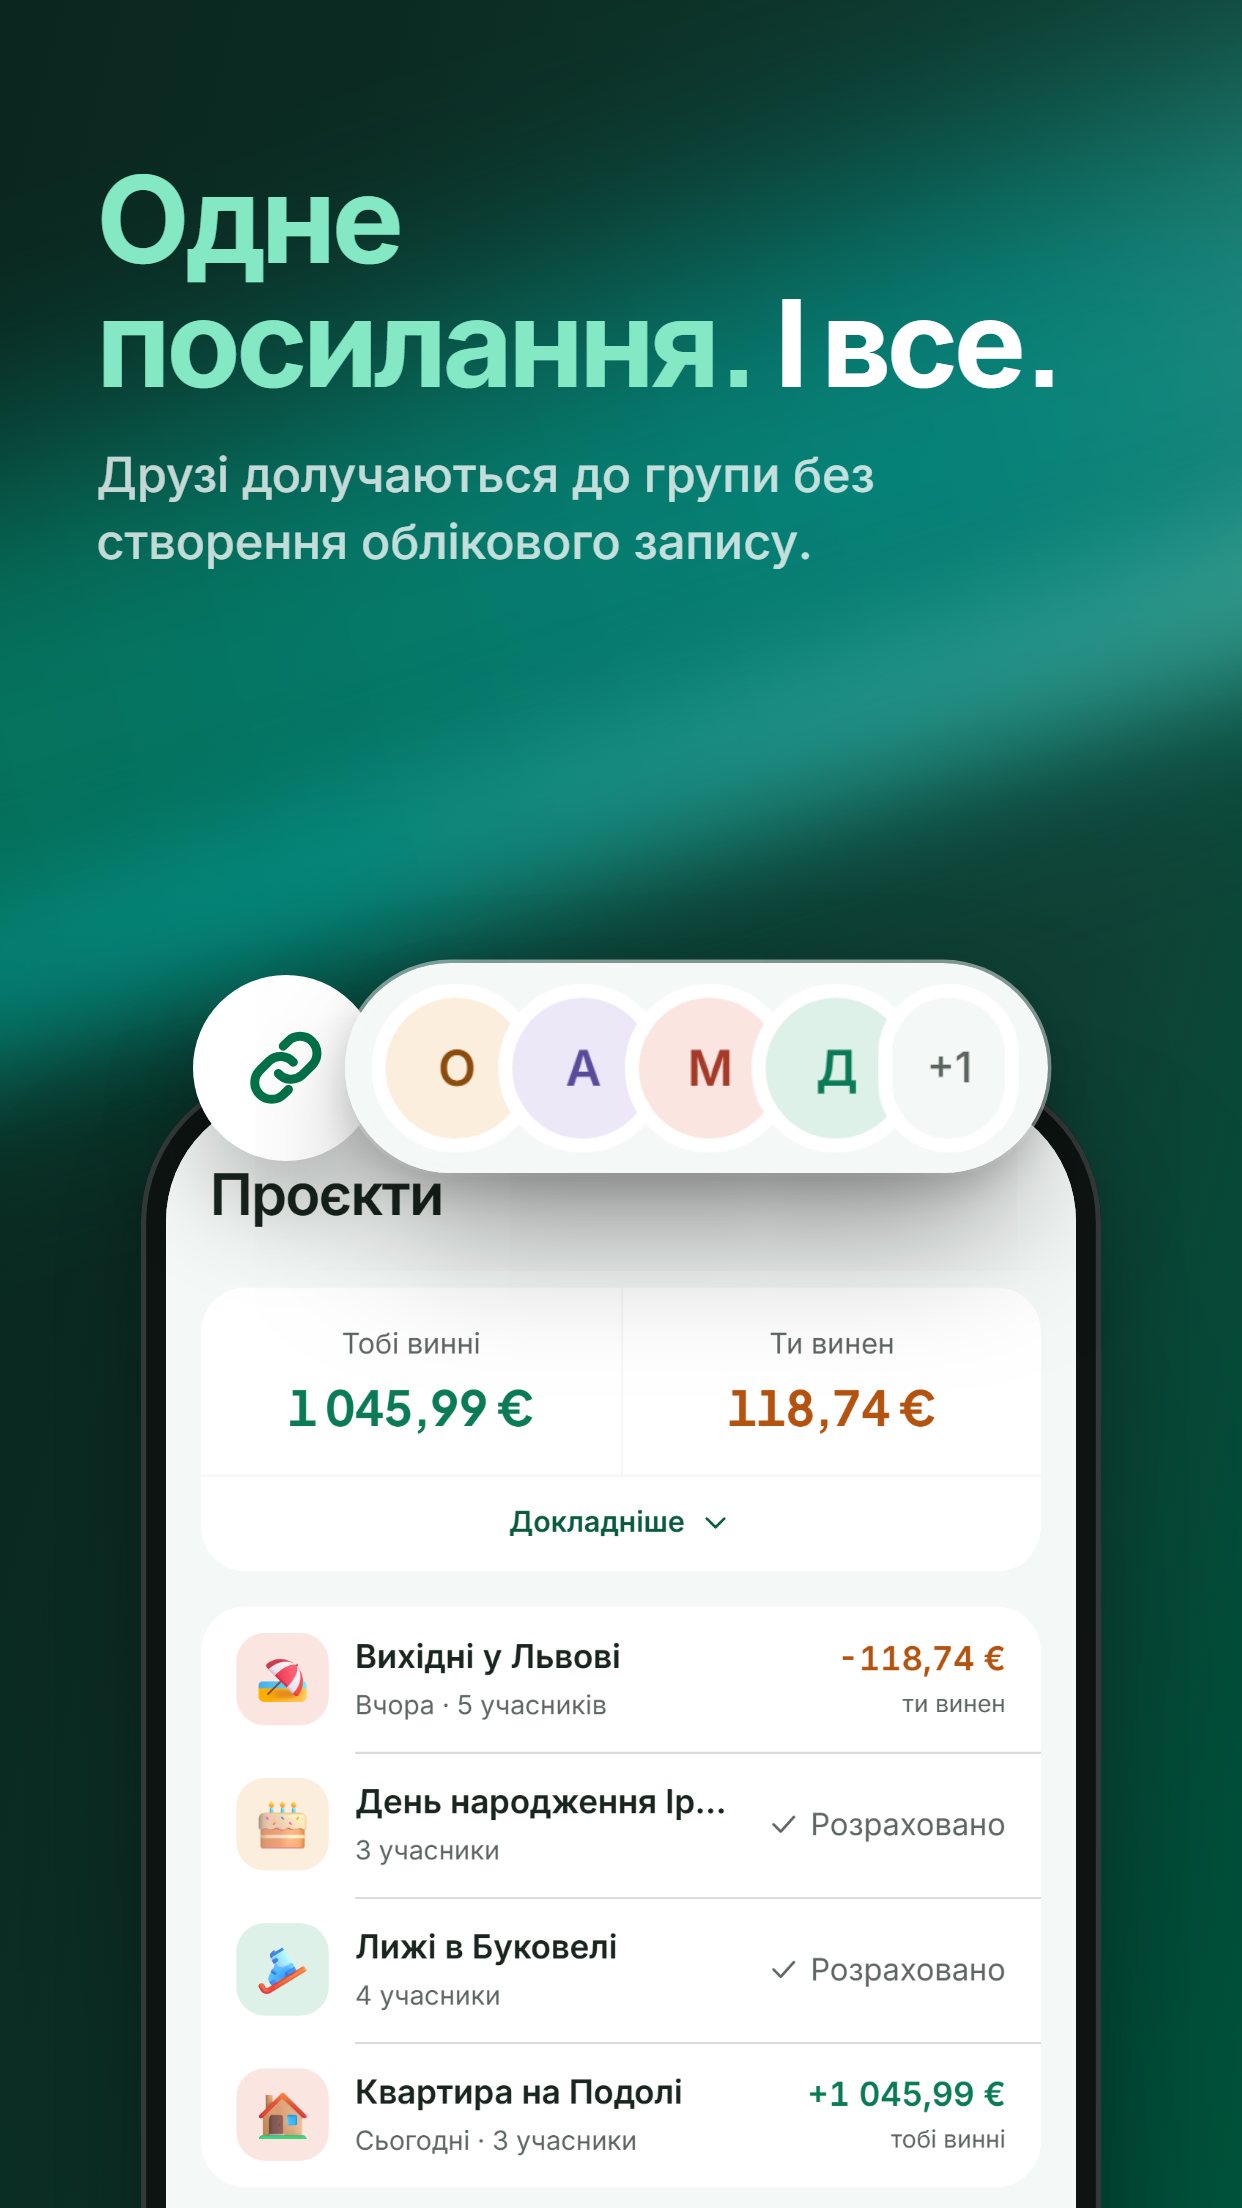 Одне
посилання. І все.
Друзі долучаються до групи без
створення облікового запису.
О А М Д +1
Проєкти
Тобі винні
1 045,99 €
Ти винен
118,74 €
Докладніше
Вихідні у Львові
-118,74 €
Вчора · 5 учасників
ти винен
День народження Ір...
3 учасники
Розраховано
Лижі в Буковелі
4 учасники
Розраховано
Квартира на Подолі
+1 045,99 €
Сьогодні · 3 учасники
тобі винні